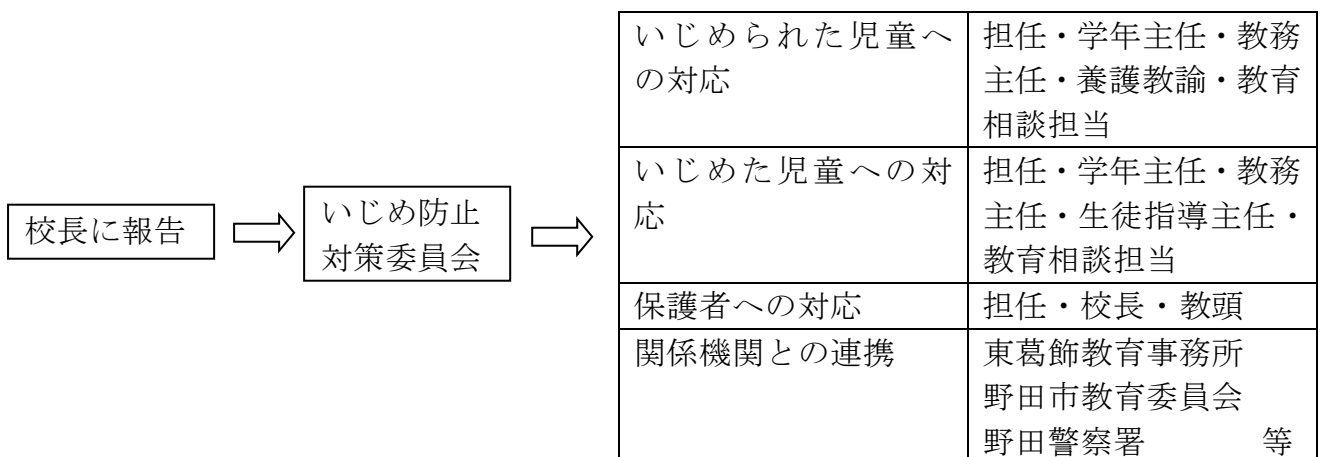 校長に報告
いじめ防止
対策委員会
いじめられた児童へ
の対応
担任・学年主任・教務
主任・養護教諭・教育
相談担当
いじめた児童への対
応
担任・学年主任・教務
主任・生徒指導主任・
教育相談担当
保護者への対応
担任・校長・教頭
関係機関との連携
東葛飾教育事務所
野田市教育委員会
野田警察署　　　　等